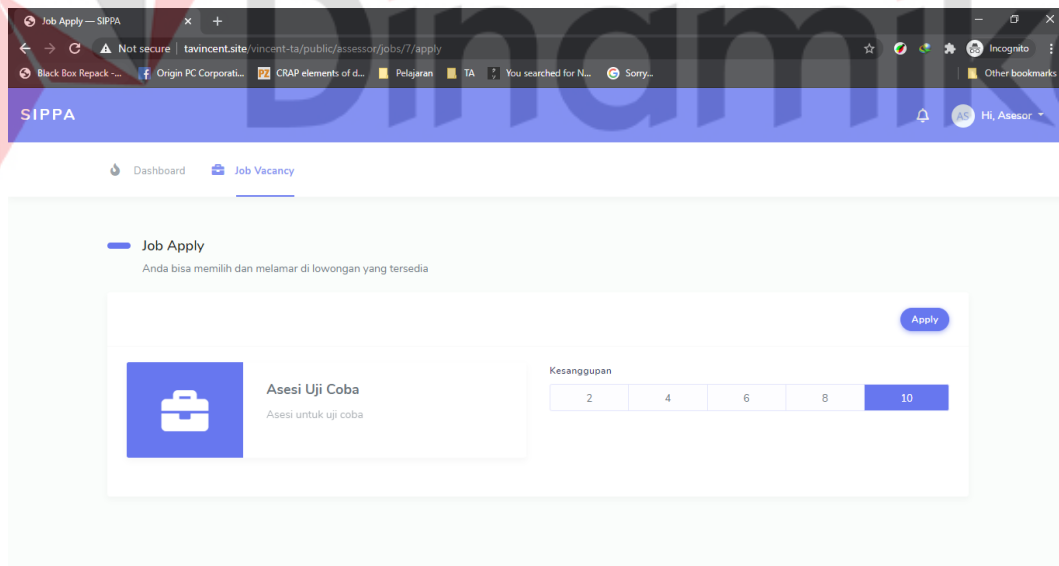 Dinamik
Job Apply — SIPPA
Not secure | tavincent.site/vincent-ta/public/assessor/jobs/7/apply
Incognito
Black Box Repack -...
Origin PC Corporati...
PZ
CRAP elements of d...
Pelajaran
TA
You searched for N...
Sorry...
Other bookmarks
SIPPA
AS
Hi, Asesor
Dashboard
Job Vacancy
Job Apply
Anda bisa memilih dan melamar di lowongan yang tersedia
Apply
Asesi Uji Coba
Asesi untuk uji coba
Kesanggupan
2 4 6 8 10